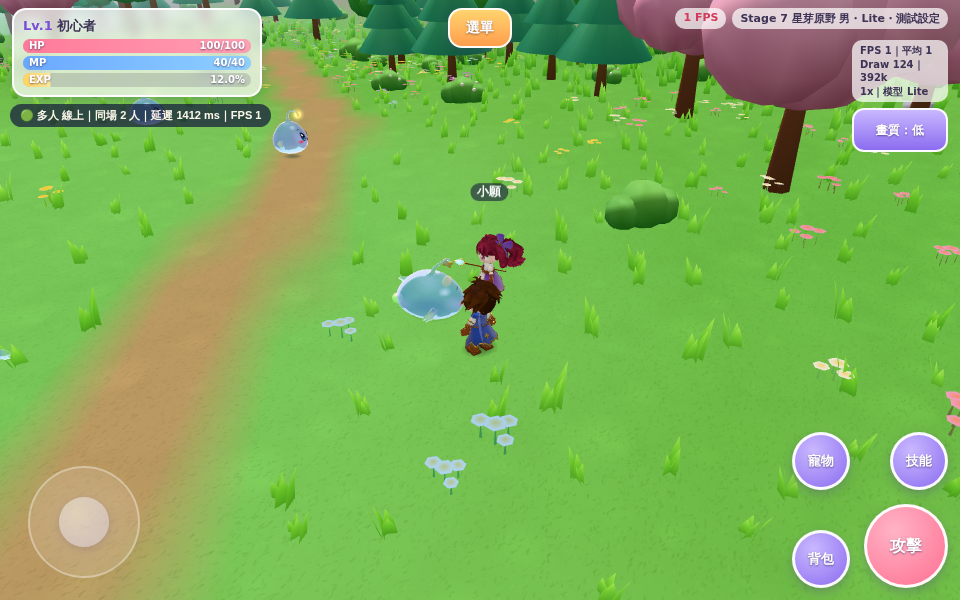 Lv.1 初心者
HP 100/100
MP 40/40
EXP 12.0%
多人 線上｜同場 2 人｜延遲 1412 ms｜FPS 1
選單
1 FPS
Stage 7 星芽原野 男・Lite・測試設定
FPS 1｜平均 1
Draw 124｜
392k
1x｜模型 Lite
畫質：低
小願
寵物
技能
背包
攻擊